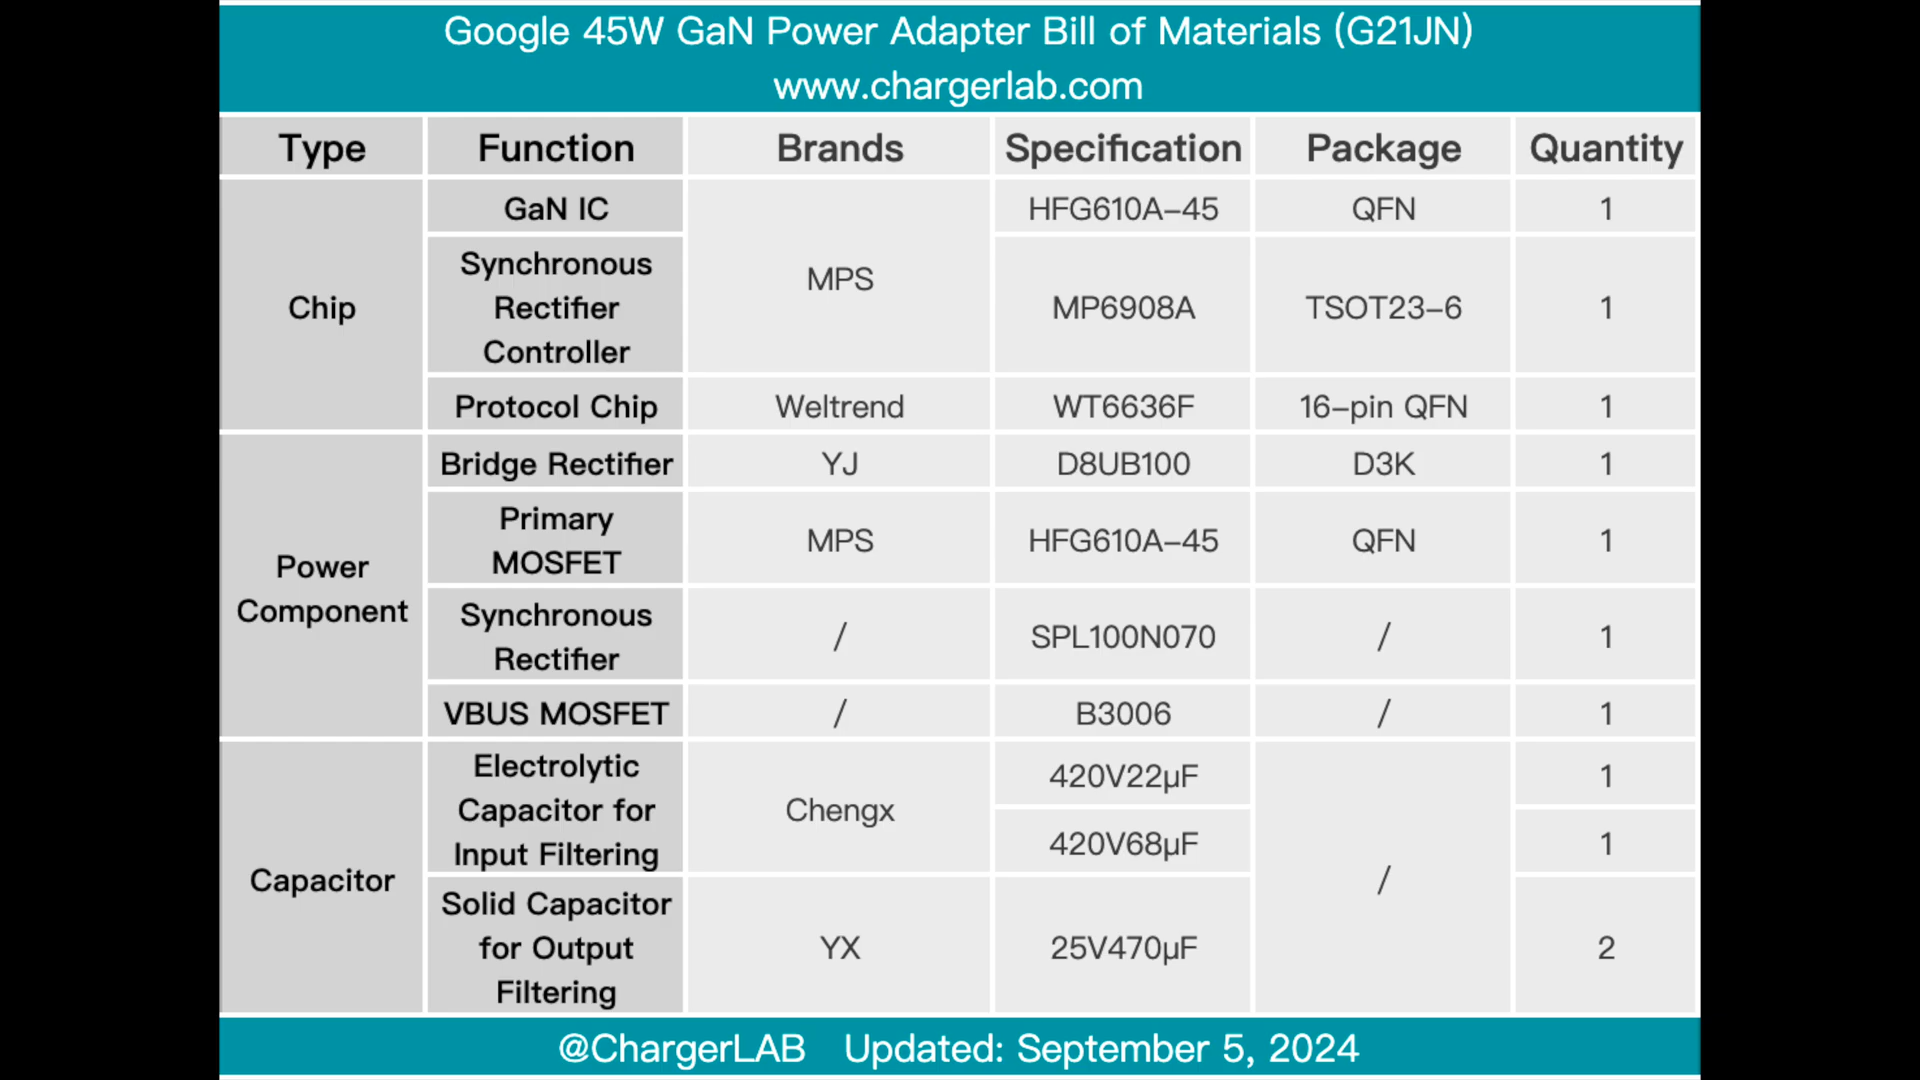 Google 45W GaN Power Adapter Bill of Materials (G21JN)
www.chargerlab.com
Type Function Brands Specification Package Quantity
Chip
GaN IC
MPS
HFG610A-45 QFN 1
Synchronous
Rectifier
Controller
MP6908A TSOT23-6 1
Protocol Chip Weltrend WT6636F 16-pin QFN 1
Power
Component
Bridge Rectifier YJ D8UB100 D3K 1
Primary
MOSFET
MPS HFG610A-45 QFN 1
Synchronous
Rectifier
/ SPL100N070 / 1
VBUS MOSFET / B3006 / 1
Capacitor
Electrolytic
Capacitor for
Input Filtering
Chengx
420V22μF 1
420V68μF 1
/
Solid Capacitor
for Output
Filtering
YX 25V470μF 2
@ChargerLAB Updated: September 5, 2024